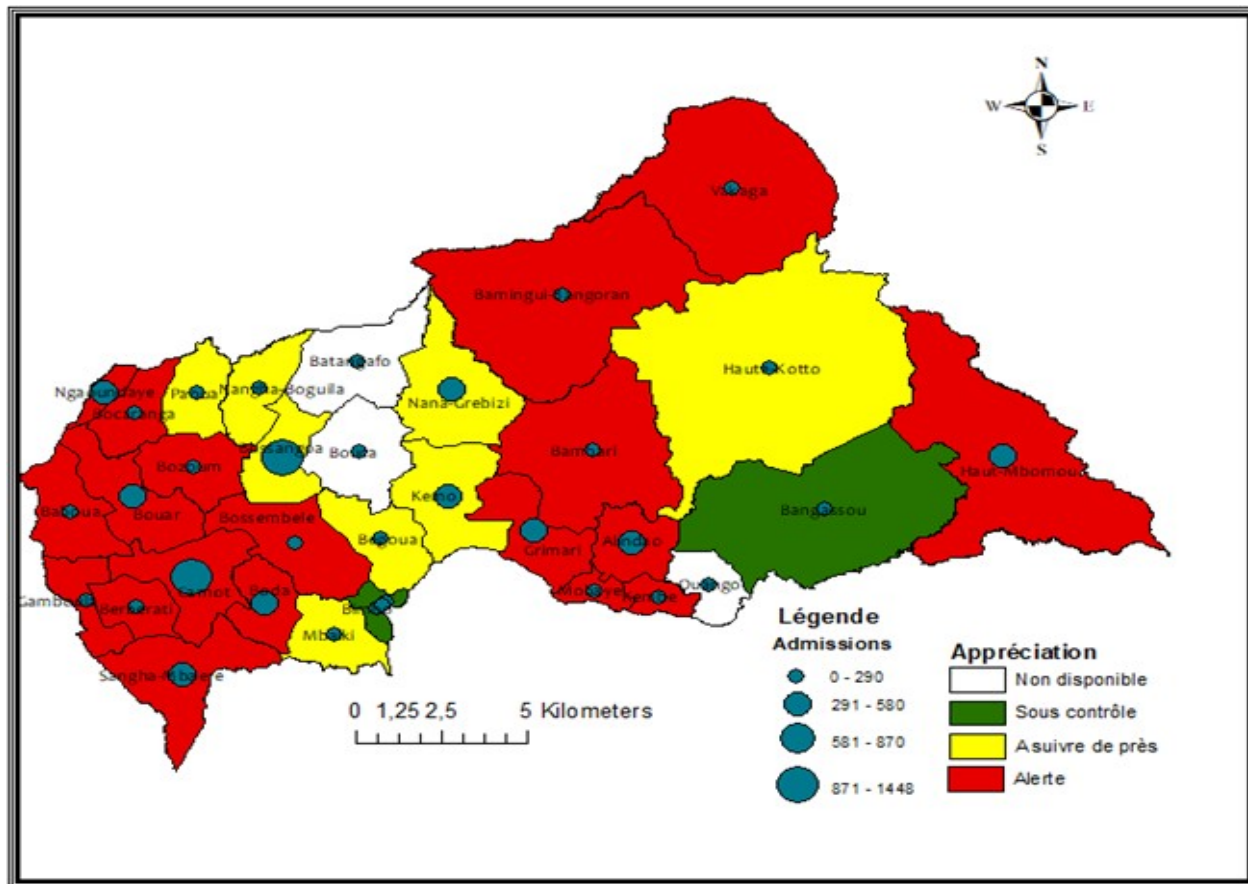 N
W E
S
Vakaga
Bamingui-Bangoran
Batangafo
Haute-Kotto
Ngaoundaye
Paoua
Nangha-Boguila
Nana-Grebizi
Bocaranga
Bossangoa
Bouca
Bambari
Haut-Mbomou
Bozoum
Kemo
Baboua
Bouar
Bossembele
Bangassou
Begoua
Grimari
Alindao
Gamboula
Berberati
Carnot
Boda
Mobaye
Kembe
Ouango
Mbaiki
Sangha-Mbaere
0 1,25 2,5 5 Kilometers
Légende
Admissions
0 - 290
291 - 580
581 - 870
871 - 1448
Appréciation
Non disponible
Sous contrôle
A suivre de près
Alerte